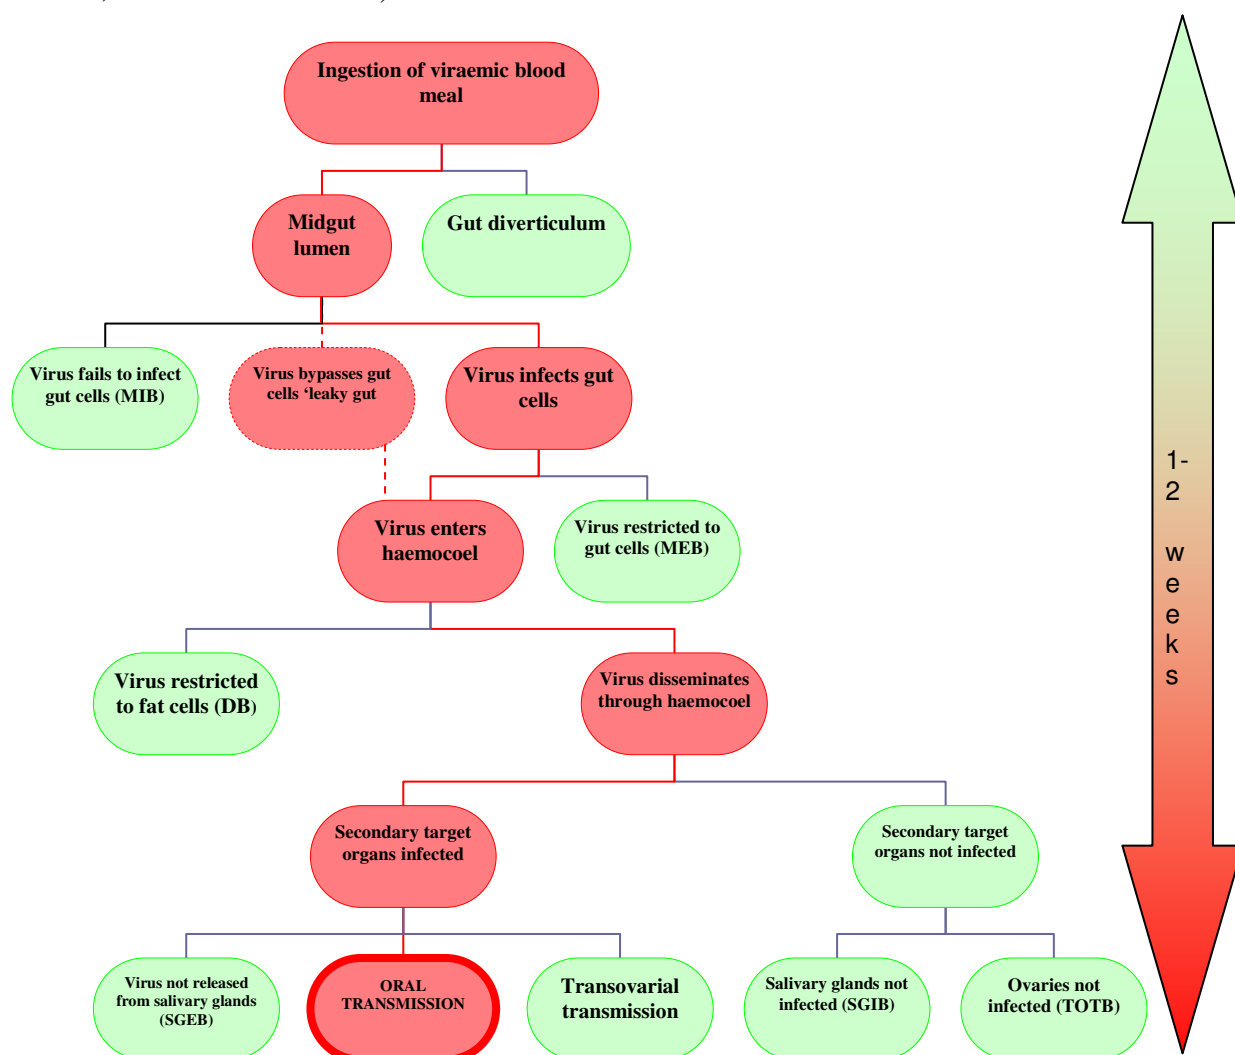 Ingestion of viraemic blood
meal
Midgut
lumen
Gut diverticulum
Virus fails to infect
gut cells (MIB)
Virus bypasses gut
cells ‘leaky gut
Virus infects gut
cells
Virus enters
haemocoel
Virus restricted to
gut cells (MEB)
Virus restricted
to fat cells (DB)
Virus disseminates
through haemocoel
Secondary target
organs infected
Secondary target
organs not infected
Virus not released
from salivary glands
(SGEB)
ORAL
TRANSMISSION
Transovarial
transmission
Salivary glands not
infected (SGIB)
Ovaries not
infected (TOTB)
1-
2
w
e
e
k
s